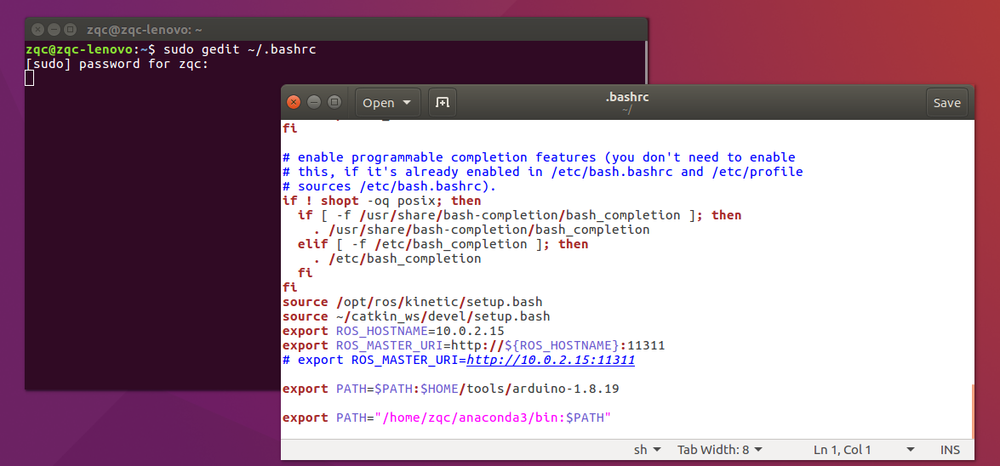 zqc@zqc-lenovo: ~
zqc@zqc-lenovo:~$ sudo gedit ~/.bashrc
[sudo] password for zqc:
Open
.bashrc
~/
Save
fi
# enable programmable completion features (you don't need to enable
# this, if it's already enabled in /etc/bash.bashrc and /etc/profile
# sources /etc/bash.bashrc).
if ! shopt -oq posix; then
  if [ -f /usr/share/bash-completion/bash_completion ]; then
    . /usr/share/bash-completion/bash_completion
  elif [ -f /etc/bash_completion ]; then
    . /etc/bash_completion
  fi
fi
source /opt/ros/kinetic/setup.bash
source ~/catkin_ws/devel/setup.bash
export ROS_HOSTNAME=10.0.2.15
export ROS_MASTER_URI=http://${ROS_HOSTNAME}:11311
# export ROS_MASTER_URI=http://10.0.2.15:11311
export PATH=$PATH:$HOME/tools/arduino-1.8.19
export PATH="/home/zqc/anaconda3/bin:$PATH"
sh Tab Width: 8 Ln 1, Col 1 INS